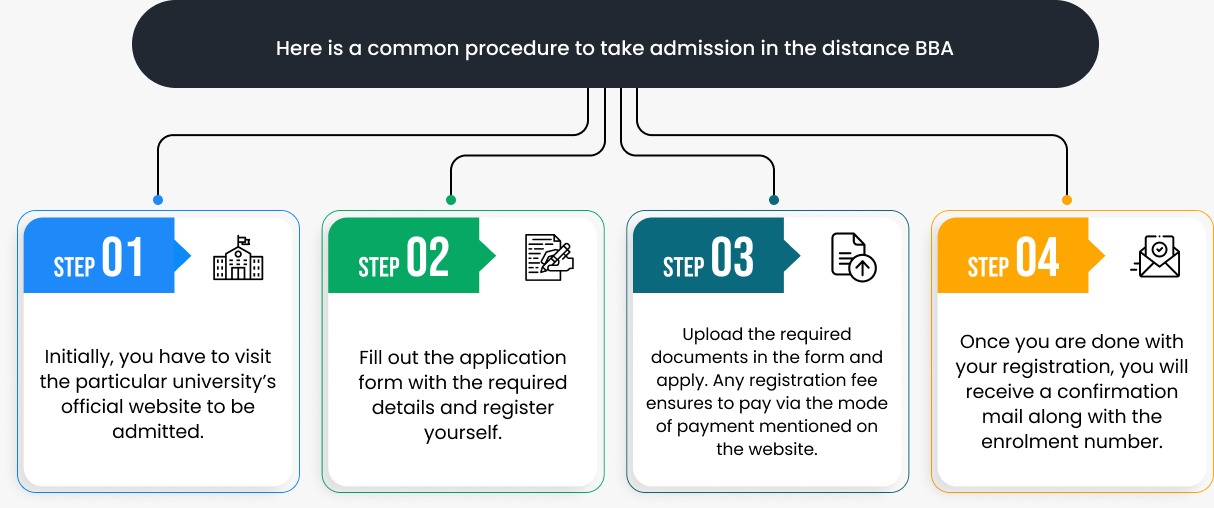 Here is a common procedure to take admission in the distance BBA
STEP 01
Initially, you have to visit
the particular university's
official website to be
admitted.
STEP 02
Fill out the application
form with the required
details and register
yourself.
STEP 03
Upload the required
documents in the form and
apply. Any registration fee
ensures to pay via the mode
of payment mentioned on
the website.
STEP 04
Once you are done with
your registration, you will
receive a confirmation
mail along with the
enrolment number.